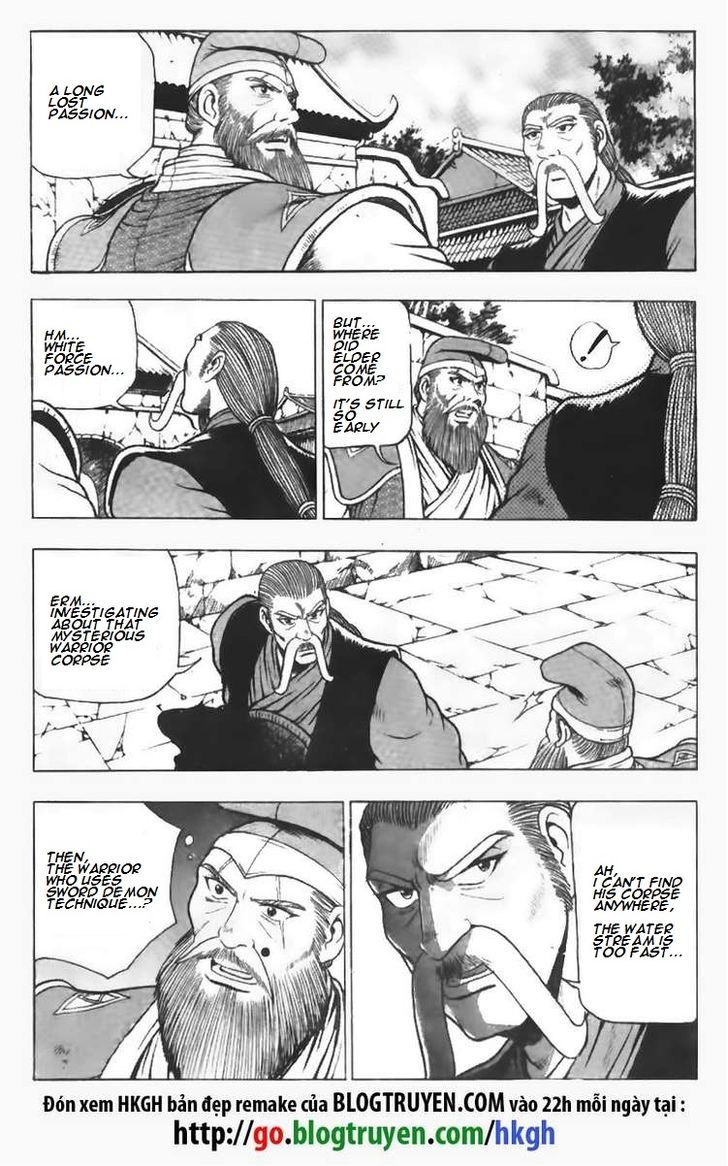 A LONG
LOST
PASSION...
HM...
WHITE
FORCE
PASSION...
BUT...
WHERE
DID
ELDER
COME
FROM?
IT'S STILL
SO
EARLY
!
ERM...
INVESTIGATING
ABOUT THAT
MYSTERIOUS
WARRIOR
CORPSE
THEN,
THE WARRIOR
WHO USES
SWORD DEMON
TECHNIQUE...?
AH,
I CAN'T FIND
HIS CORPSE
ANYWHERE,
THE WATER
STREAM IS
TOO FAST...
Đón xem HKGH bản đẹp remake của BLOGTRUYEN.COM vào 22h mỗi ngày tại :
http://go.blogtruyen.com/hkgh